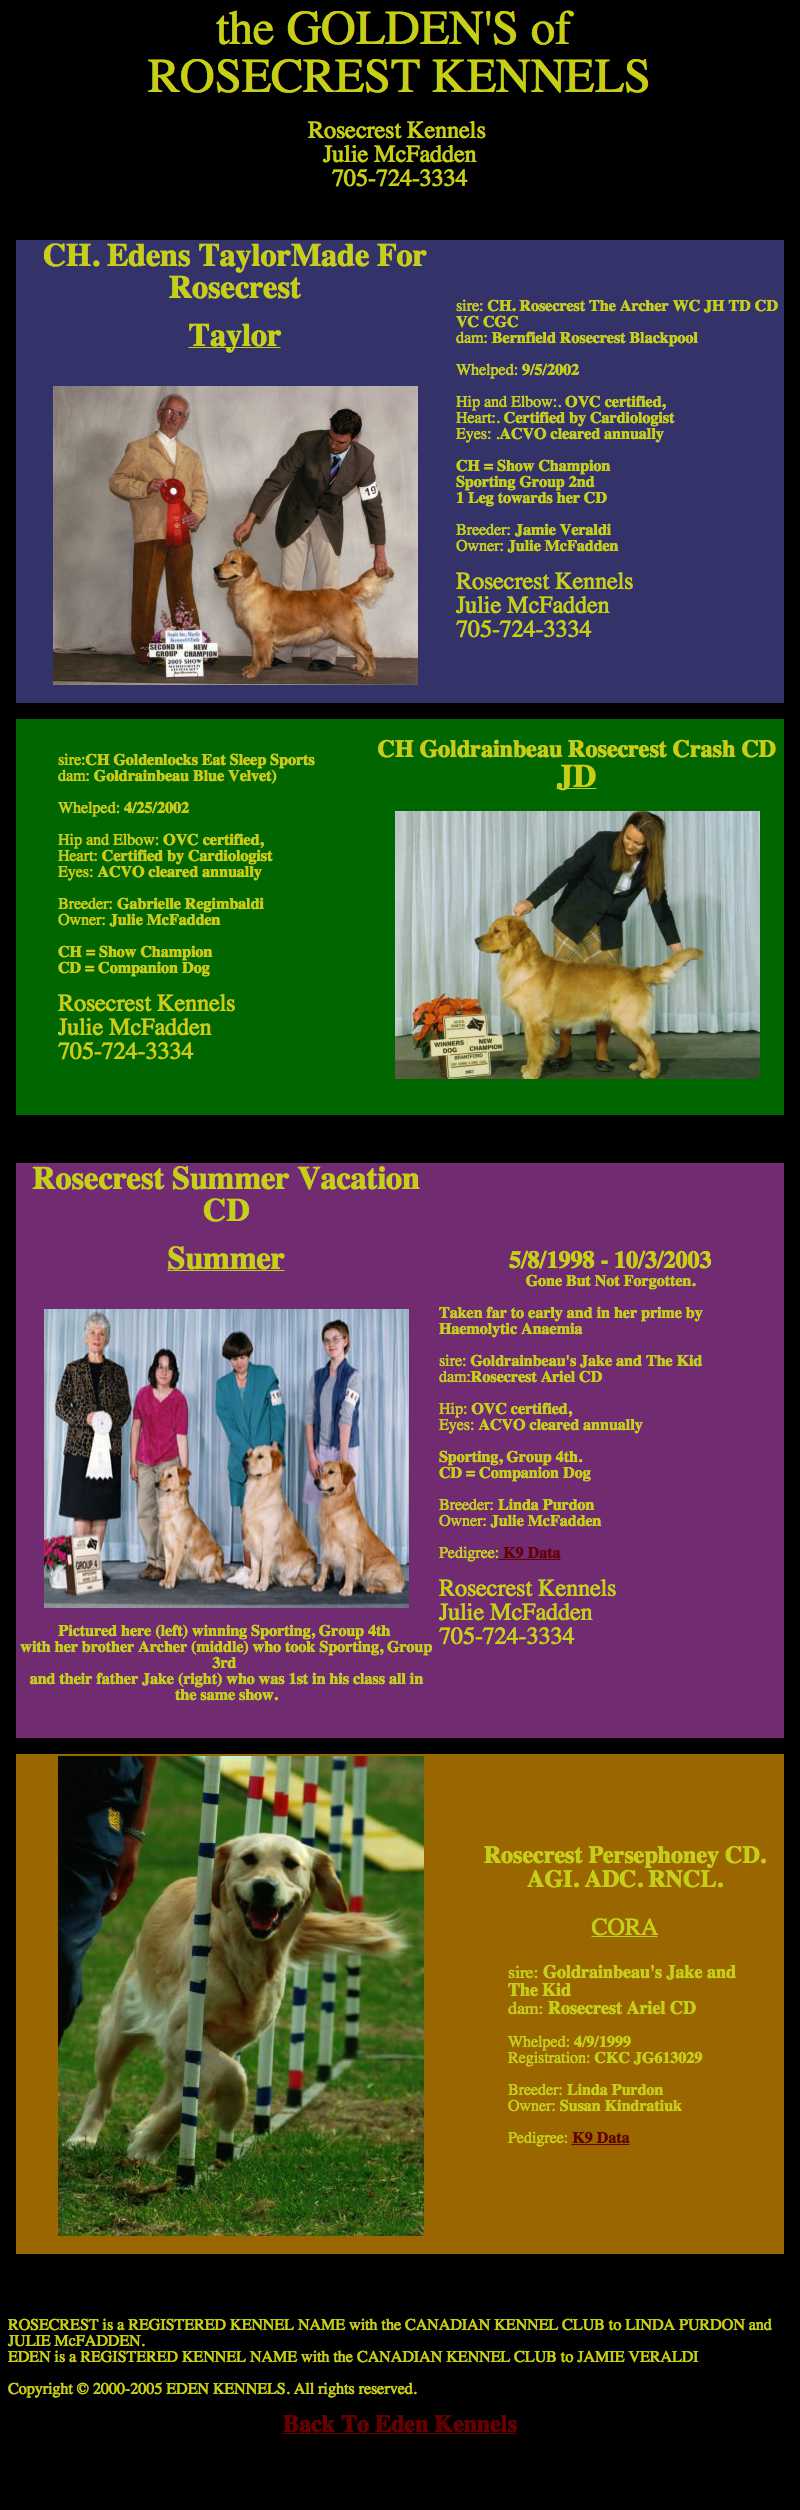 the GOLDEN'S of
ROSECREST KENNELS
Rosecrest Kennels
Julie McFadden
705-724-3334
CH. Edens TaylorMade For
Rosecrest
Taylor
SECOND IN GROUP
NEW CHAMPION
sire: CH. Rosecrest The Archer WC JH TD CD
VC CGC
dam: Bernfield Rosecrest Blackpool
Whelped: 9/5/2002
Hip and Elbow:. OVC certified,
Heart:. Certified by Cardiologist
Eyes: .ACVO cleared annually
CH = Show Champion
Sporting Group 2nd
1 Leg towards her CD
Breeder: Jamie Veraldi
Owner: Julie McFadden
Rosecrest Kennels
Julie McFadden
705-724-3334
sire:CH Goldenlocks Eat Sleep Sports
dam: Goldrainbeau Blue Velvet)
Whelped: 4/25/2002
Hip and Elbow: OVC certified,
Heart: Certified by Cardiologist
Eyes: ACVO cleared annually
Breeder: Gabrielle Regimbaldi
Owner: Julie McFadden
CH = Show Champion
CD = Companion Dog
Rosecrest Kennels
Julie McFadden
705-724-3334
CH Goldrainbeau Rosecrest Crash CD
JD
WINNERS DOG
NEW CHAMPION
BRANTFORD
Rosecrest Summer Vacation
CD
Summer
GROUP 4
Pictured here (left) winning Sporting, Group 4th
with her brother Archer (middle) who took Sporting, Group
3rd
and their father Jake (right) who was 1st in his class all in
the same show.
5/8/1998 - 10/3/2003
Gone But Not Forgotten.
Taken far to early and in her prime by
Haemolytic Anaemia
sire: Goldrainbeau's Jake and The Kid
dam:Rosecrest Ariel CD
Hip: OVC certified,
Eyes: ACVO cleared annually
Sporting, Group 4th.
CD = Companion Dog
Breeder: Linda Purdon
Owner: Julie McFadden
Pedigree: K9 Data
Rosecrest Kennels
Julie McFadden
705-724-3334
Rosecrest Persephoney CD.
AGI. ADC. RNCL.
CORA
sire: Goldrainbeau's Jake and
The Kid
dam: Rosecrest Ariel CD
Whelped: 4/9/1999
Registration: CKC JG613029
Breeder: Linda Purdon
Owner: Susan Kindratiuk
Pedigree: K9 Data
ROSECREST is a REGISTERED KENNEL NAME with the CANADIAN KENNEL CLUB to LINDA PURDON and
JULIE McFADDEN.
EDEN is a REGISTERED KENNEL NAME with the CANADIAN KENNEL CLUB to JAMIE VERALDI
Copyright © 2000-2005 EDEN KENNELS. All rights reserved.
Back To Eden Kennels